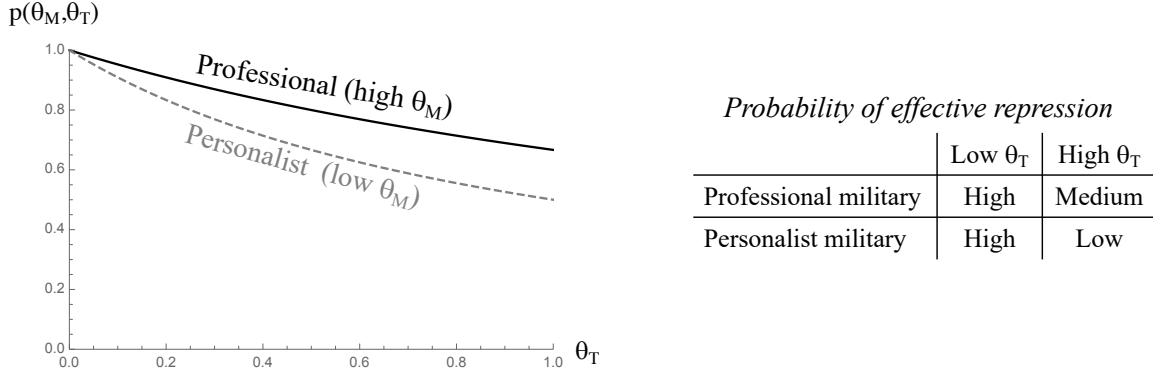 p(θM,θT)
1.0
0.8
0.6
0.4
0.2
0.0
Professional (high θM)
Personalist (low θM)
0.0 0.2 0.4 0.6 0.8 1.0 θT
Probability of effective repression
Low θT High θT
Professional military High Medium
Personalist military High Low